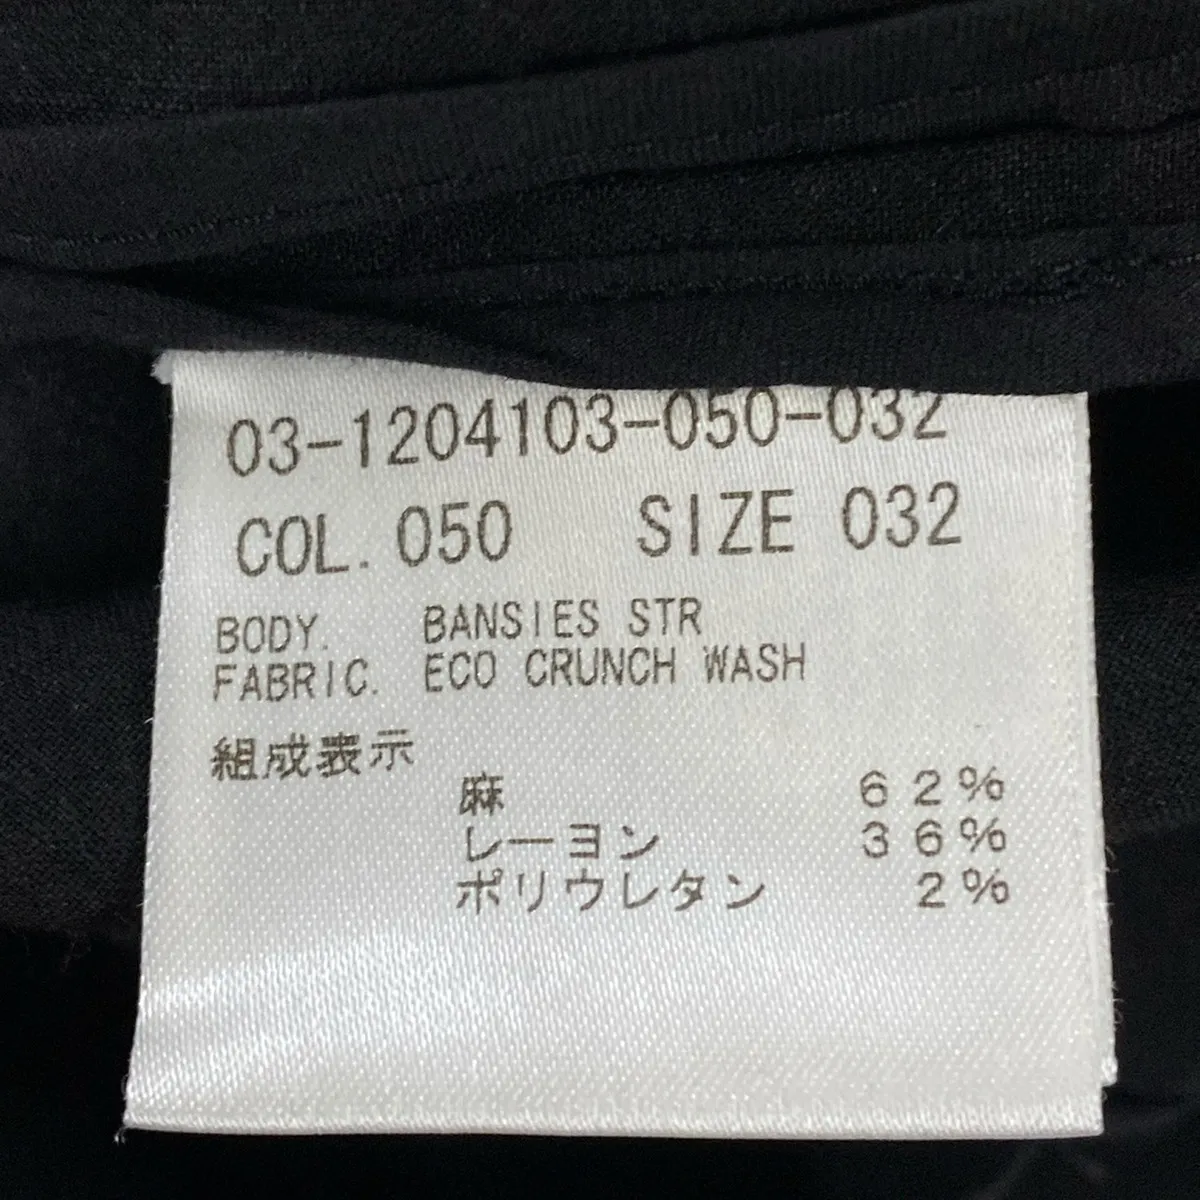 03-1204103-050-032
COL. 050 SIZE 032
BODY. BANSIES STR
FABRIC. ECO CRUNCH WASH
組成表示
麻 62%
レーヨン 36%
ポリウレタン 2%